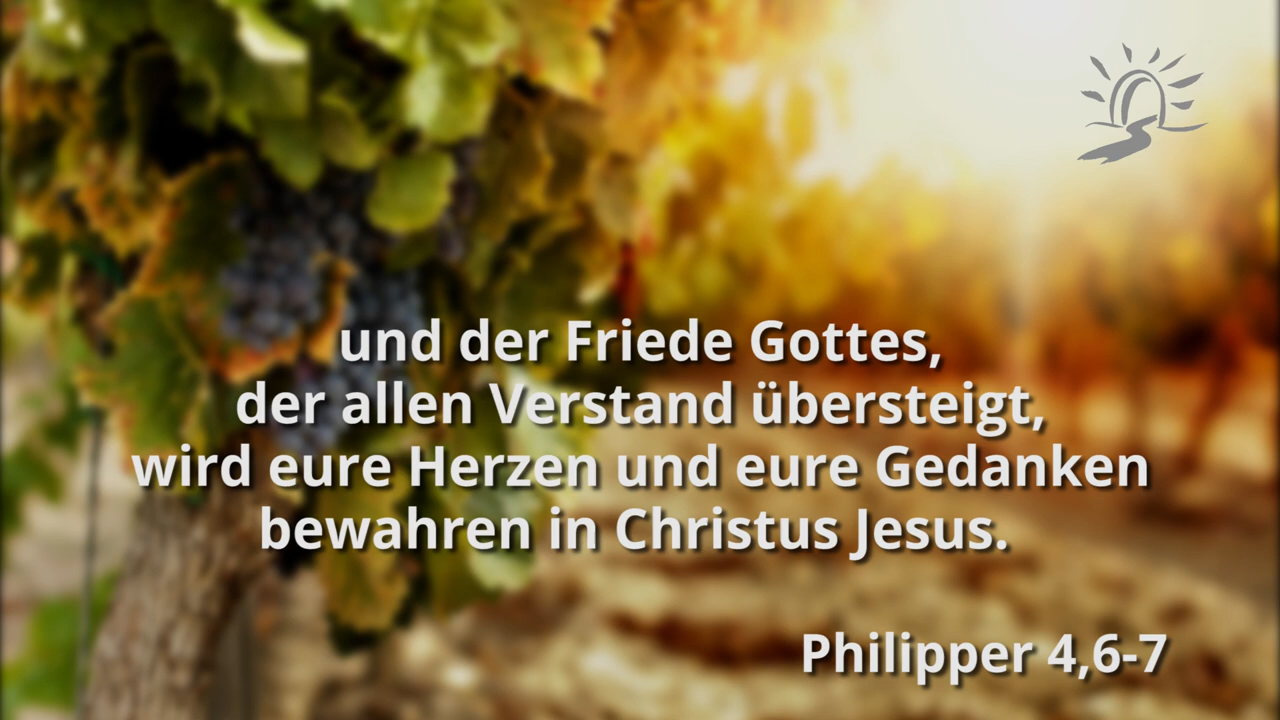 und der Friede Gottes,
der allen Verstand übersteigt,
wird eure Herzen und eure Gedanken
bewahren in Christus Jesus.
Philipper 4,6-7